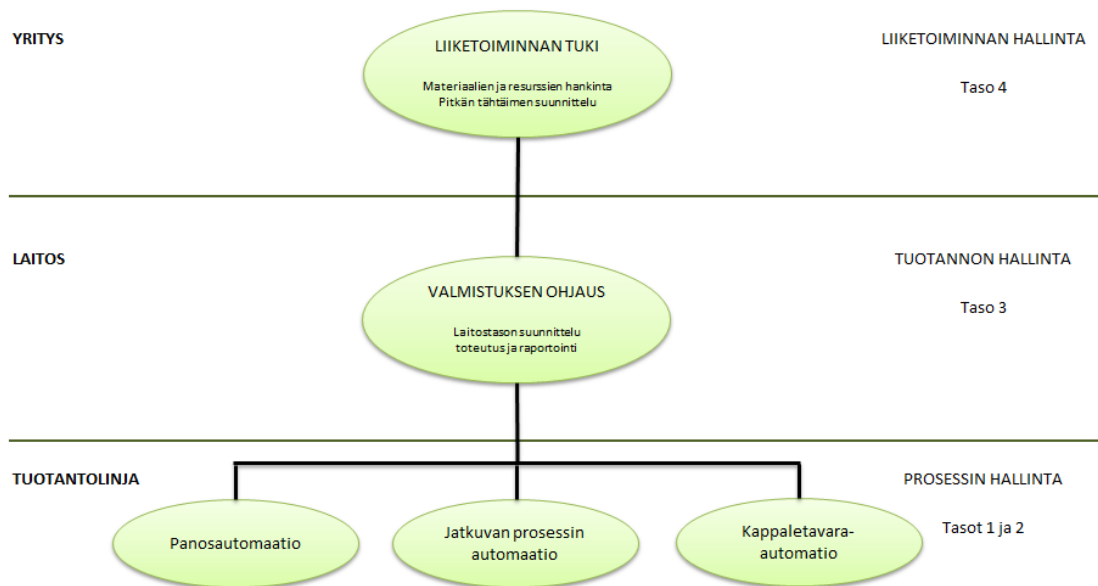 YRITYS
LIIKETOIMINNAN TUKI
Materiaalien ja resurssien hankinta
Pitkän tähtäimen suunnittelu
LIIKETOIMINNAN HALLINTA
Taso 4
LAITOS
VALMISTUKSEN OHJAUS
Laitostason suunnittelu
toteutus ja raportointi
TUOTANNON HALLINTA
Taso 3
TUOTANTOLINJA
PROSESSIN HALLINTA
Tasot 1 ja 2
Panosautomaatio
Jatkuvan prosessin
automaatio
Kappaletavara-
automatio